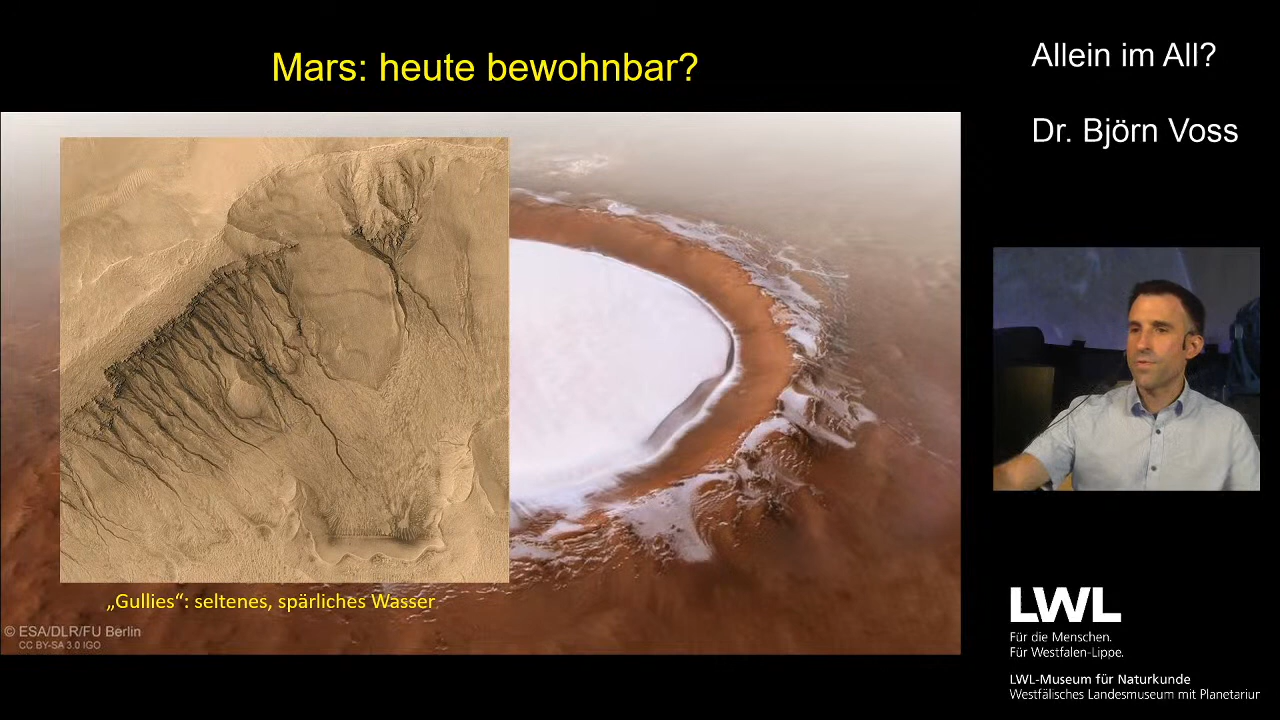 Mars: heute bewohnbar?
Allein im All?
Dr. Björn Voss
„Gullies“: seltenes, spärliches Wasser
© ESA/DLR/FU Berlin
CC BY-SA 3.0 IGO
LWL
Für die Menschen.
Für Westfalen-Lippe.
LWL-Museum für Naturkunde
Westfälisches Landesmuseum mit Planetariur